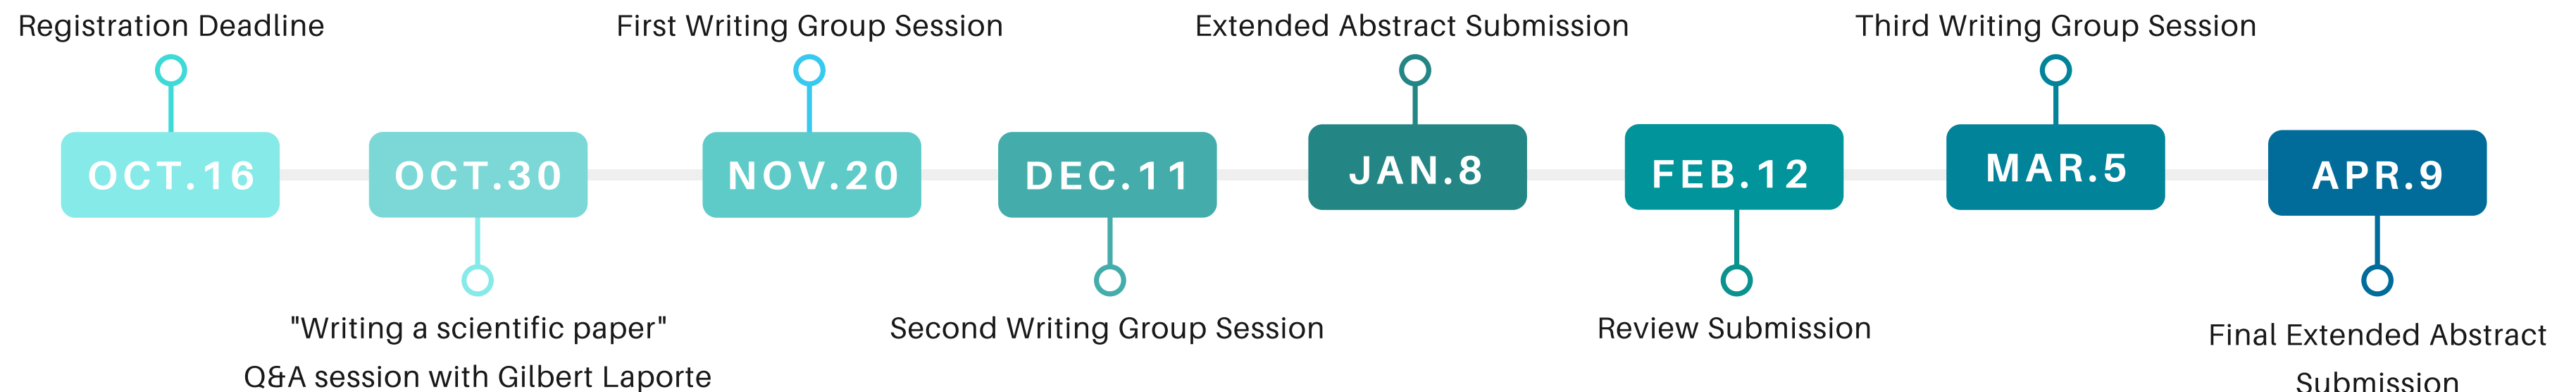 Registration Deadline
First Writing Group Session
Extended Abstract Submission
Third Writing Group Session
OCT.16
OCT.30
NOV.20
DEC.11
JAN.8
FEB.12
MAR.5
APR.9
"Writing a scientific paper"
Q&A session with Gilbert Laporte
Second Writing Group Session
Review Submission
Final Extended Abstract
Submission